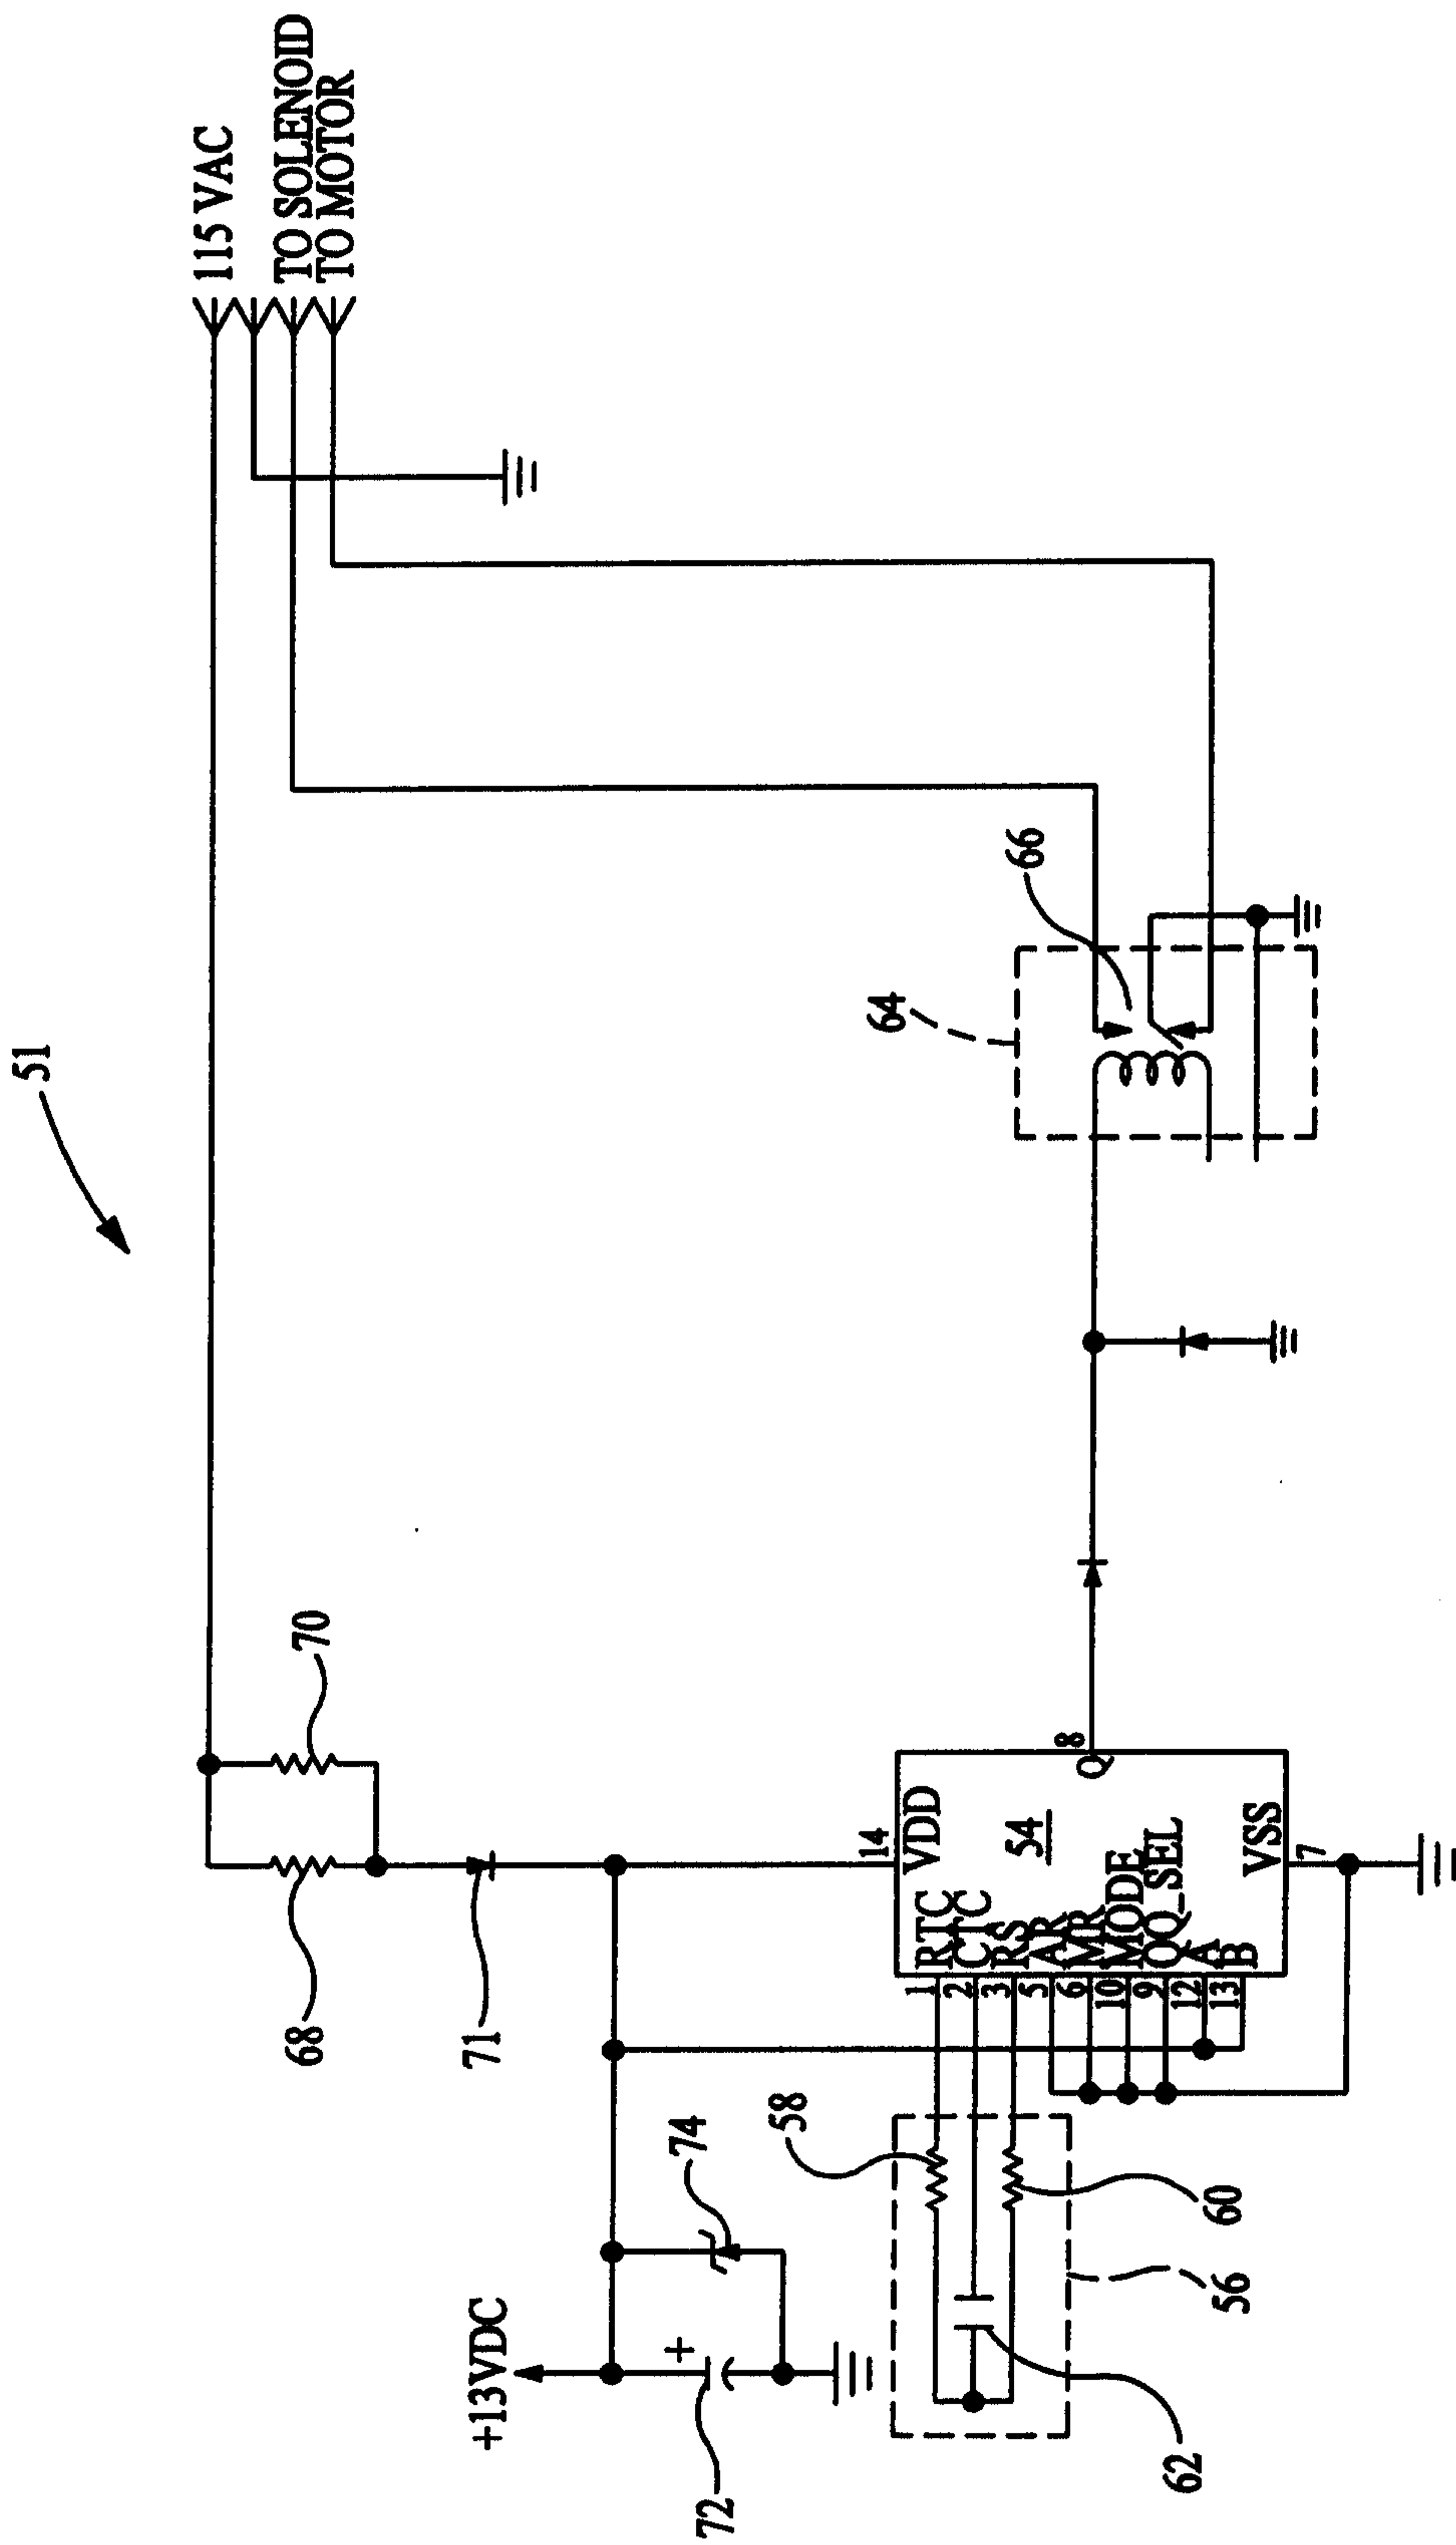 51
115 VAC
TO SOLENOID
TO MOTOR
70
68
71
+13VDC
72
+
74
58
60
56
62
64
66
14
VDD
54
8
Q
1 RTC
2 CTC
3 RS
5 AR
6 MR
10 MODE
9 QQ_SEL
12 A
13 B
VSS
7